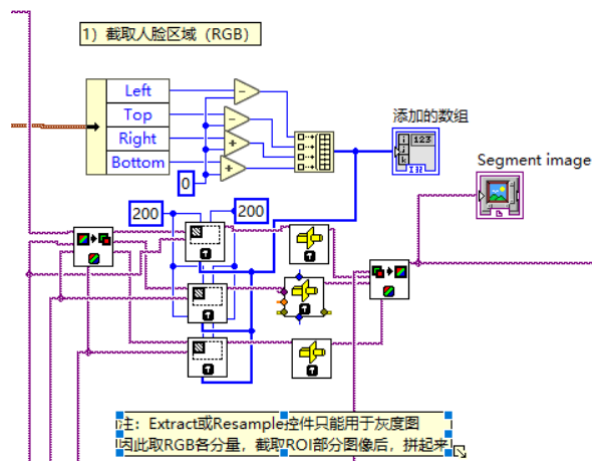 1）截取人脸区域（RGB）
Left
Top
Right
Bottom
0
添加的数组
123
I32
Segment image
200
200
注：Extract或Resample控件只能用于灰度图
因此取RGB各分量，截取ROI部分图像后，拼起来